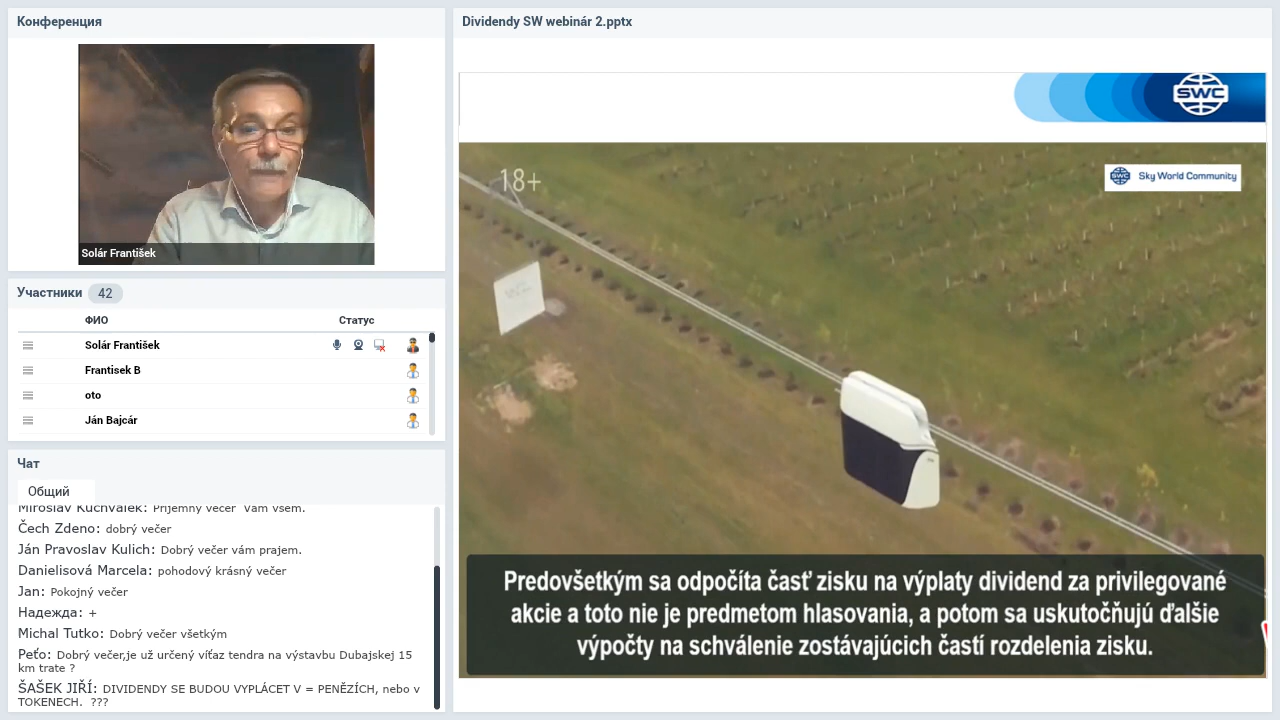 Конференция
Solár František
Участники 42
ФИО Статус
Solár František
Frantisek B
oto
Ján Bajcár
Чат
Общий
Miroslav Kuchválek: Príjemný večer vám všem.
Čech Zdeno: dobrý večer
Ján Pravoslav Kulich: Dobrý večer vám prajem.
Danielisová Marcela: pohodový krásný večer
Jan: Pokojný večer
Надежда: +
Michal Tutko: Dobrý večer všetkým
Peťo: Dobrý večer,je už určený víťaz tendra na výstavbu Dubajskej 15
km trate ?
ŠAŠEK JIŘÍ: DIVIDENDY SE BUDOU VYPLÁCET V = PENĚZÍCH, nebo v
TOKENECH. ???
Dividendy SW webinár 2.pptx
SWC
18+
SWC Sky World Community
Predovšetkým sa odpočíta časť zisku na výplaty dividend za privilegované
akcie a toto nie je predmetom hlasovania, a potom sa uskutočňujú ďalšie
výpočty na schválenie zostávajúcich častí rozdelenia zisku.